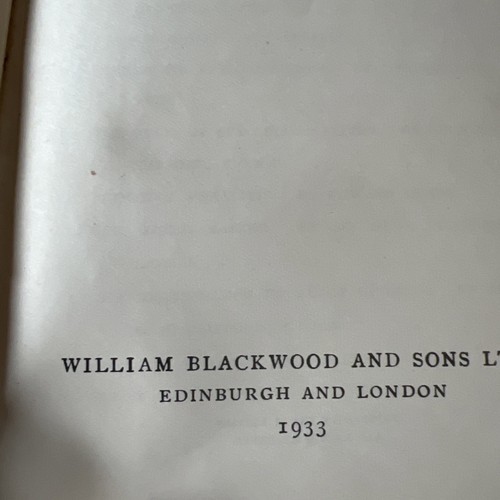 WILLIAM BLACKWOOD AND SONS LT
EDINBURGH AND LONDON
1933